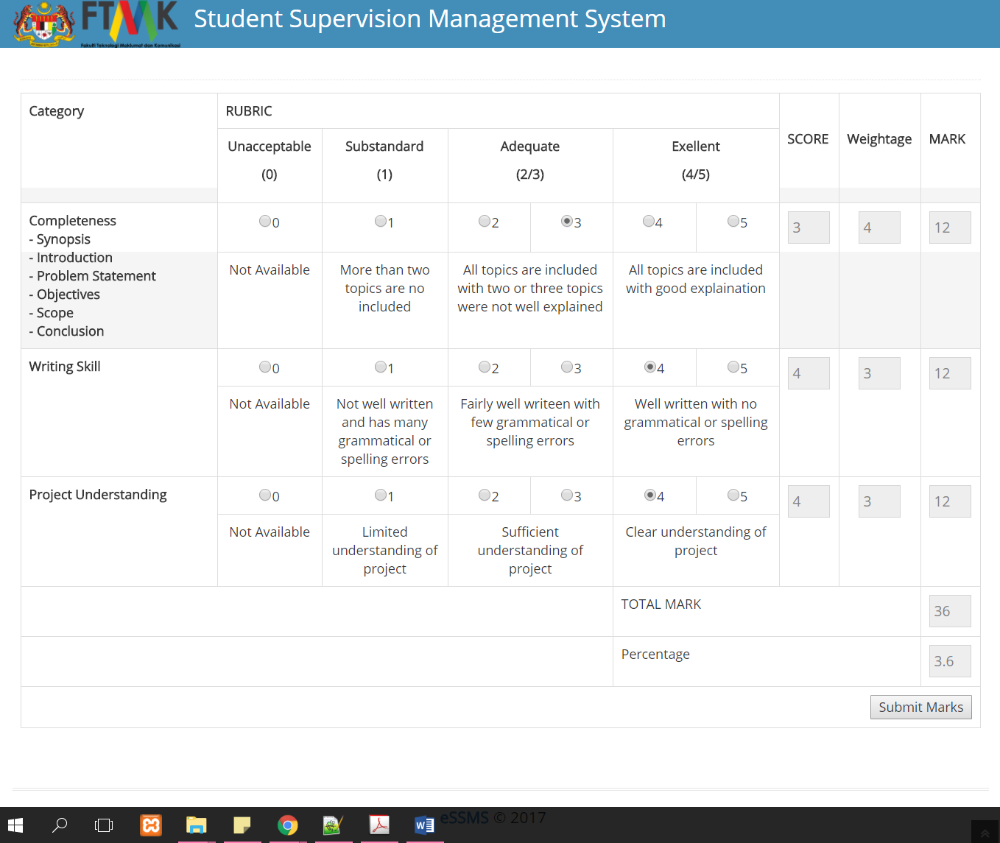 FTMK
Fakulti Teknologi Maklumat dan Komunikasi
Student Supervision Management System
Category
RUBRIC
SCORE
Weightage
MARK
Unacceptable
(0)
Substandard
(1)
Adequate
(2/3)
Exellent
(4/5)
Completeness
- Synopsis
- Introduction
- Problem Statement
- Objectives
- Scope
- Conclusion
0
1
2
3
4
5
3
4
12
Not Available
More than two
topics are no
included
All topics are included
with two or three topics
were not well explained
All topics are included
with good explaination
Writing Skill
0
1
2
3
4
5
4
3
12
Not Available
Not well written
and has many
grammatical or
spelling errors
Fairly well writeen with
few grammatical or
spelling errors
Well written with no
grammatical or spelling
errors
Project Understanding
0
1
2
3
4
5
4
3
12
Not Available
Limited
understanding of
project
Sufficient
understanding of
project
Clear understanding of
project
TOTAL MARK
36
Percentage
3.6
Submit Marks
eSSMS © 2017